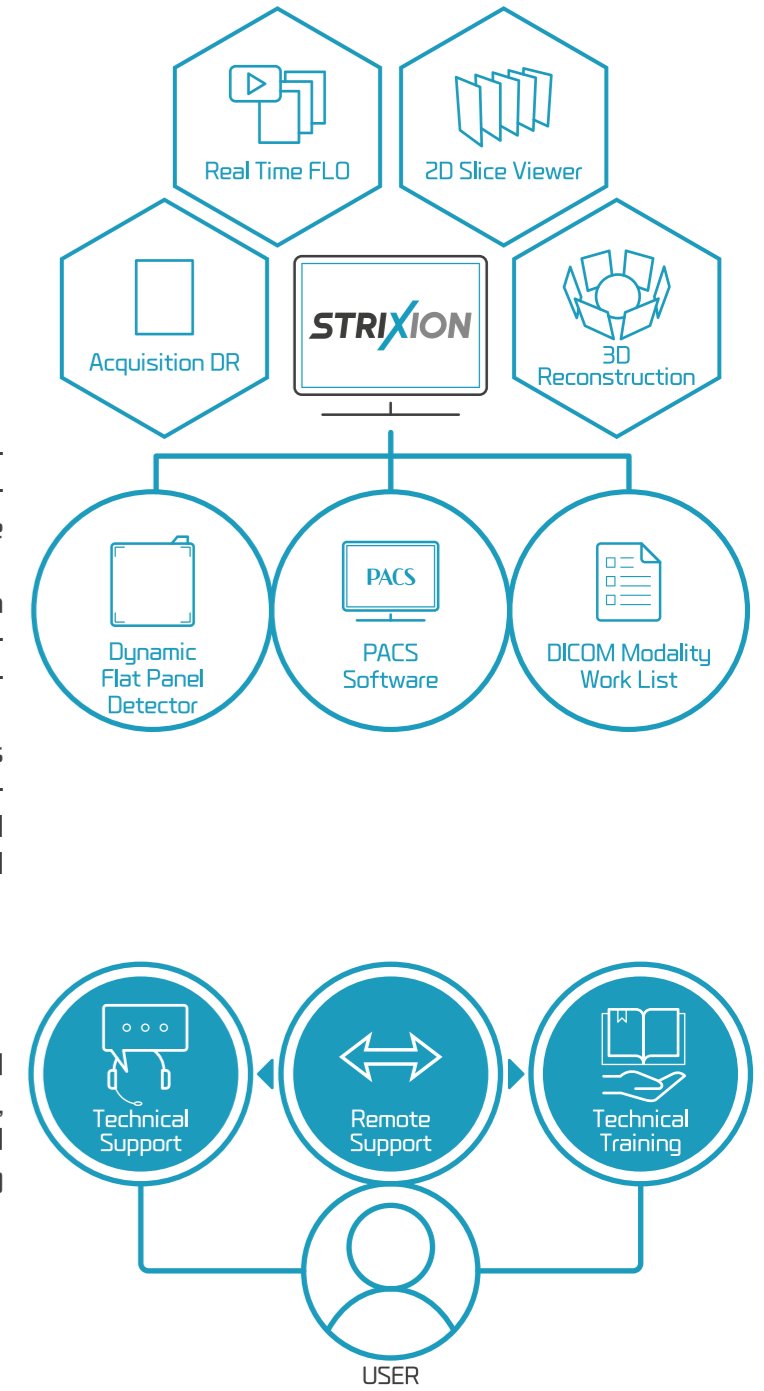 Real Time FLO
2D Slice Viewer
Acquisition DR
STRIXION
3D
Reconstruction
PACS
Dynamic
Flat Panel
Detector
PACS
Software
DICOM Modality
Work List
Technical
Support
Remote
Support
Technical
Training
USER